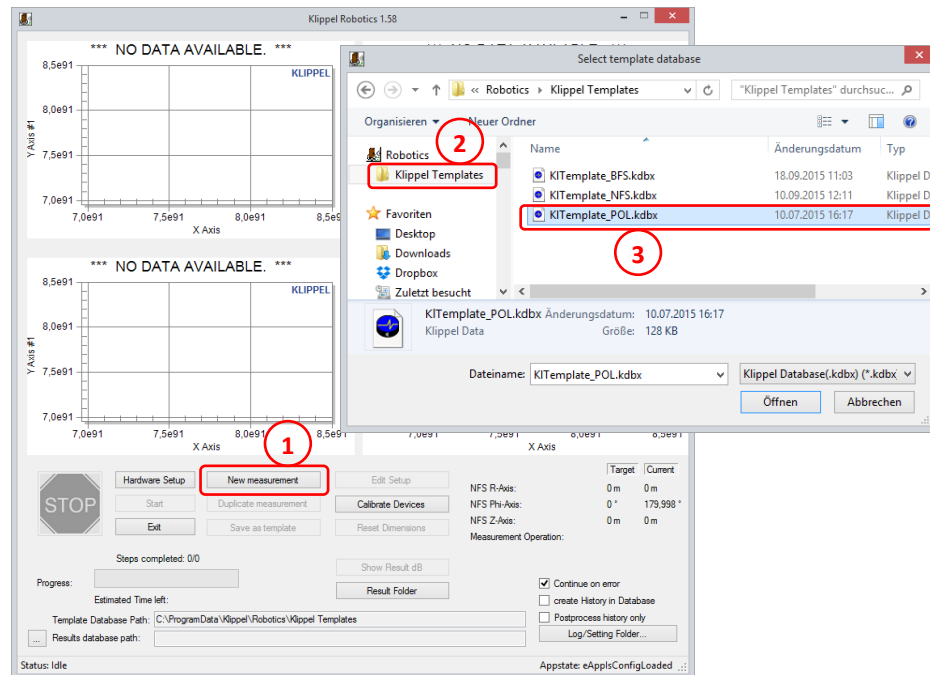 Klippel Robotics 1.58
*** NO DATA AVAILABLE. ***
KLIPPEL
8,5e91
8,0e91
7,5e91
7,0e91
Y Axis #1
7,0e91 7,5e91 8,0e91 8,5e9
X Axis
Select template database
« Robotics Klippel Templates
"Klippel Templates" durchsuc...
Organisieren Neuer Ordner
2
Robotics
Klippel Templates
Favoriten
Desktop
Downloads
Dropbox
Zuletzt besucht
Name Änderungsdatum Typ
KlTemplate_BFS.kdbx 18.09.2015 11:03 Klippel D
KlTemplate_NFS.kdbx 10.09.2015 12:11 Klippel D
KlTemplate_POL.kdbx 10.07.2015 16:17 Klippel D
3
KlTemplate_POL.kdbx Änderungsdatum: 10.07.2015 16:17
Klippel Data Größe: 128 KB
Dateiname: KlTemplate_POL.kdbx Klippel Database(.kdbx) (*.kdbx)
Öffnen Abbrechen
*** NO DATA AVAILABLE. ***
KLIPPEL
8,5e91
8,0e91
7,5e91
7,0e91
Y Axis #1
7,0e91 7,5e91 8,0e91 8,5e91
X Axis
7,0e91 7,5e91 8,0e91 8,5e91
X Axis
1
STOP
Hardware Setup New measurement Edit Setup
Start Duplicate measurement Calibrate Devices
Exit Save as template Reset Dimensions
Target Current
NFS R-Axis: 0 m 0 m
NFS Phi-Axis: 0 ° 179,998 °
NFS Z-Axis: 0 m 0 m
Measurement Operation:
Steps completed: 0/0
Show Result dB
Progress:
Result Folder
Estimated Time left:
Continue on error
create History in Database
Postprocess history only
Log/Setting Folder...
Template Database Path: C:\ProgramData\Klippel\Robotics\Klippel Templates
... Results database path:
Status: Idle Appstate: eAppIsConfigLoaded